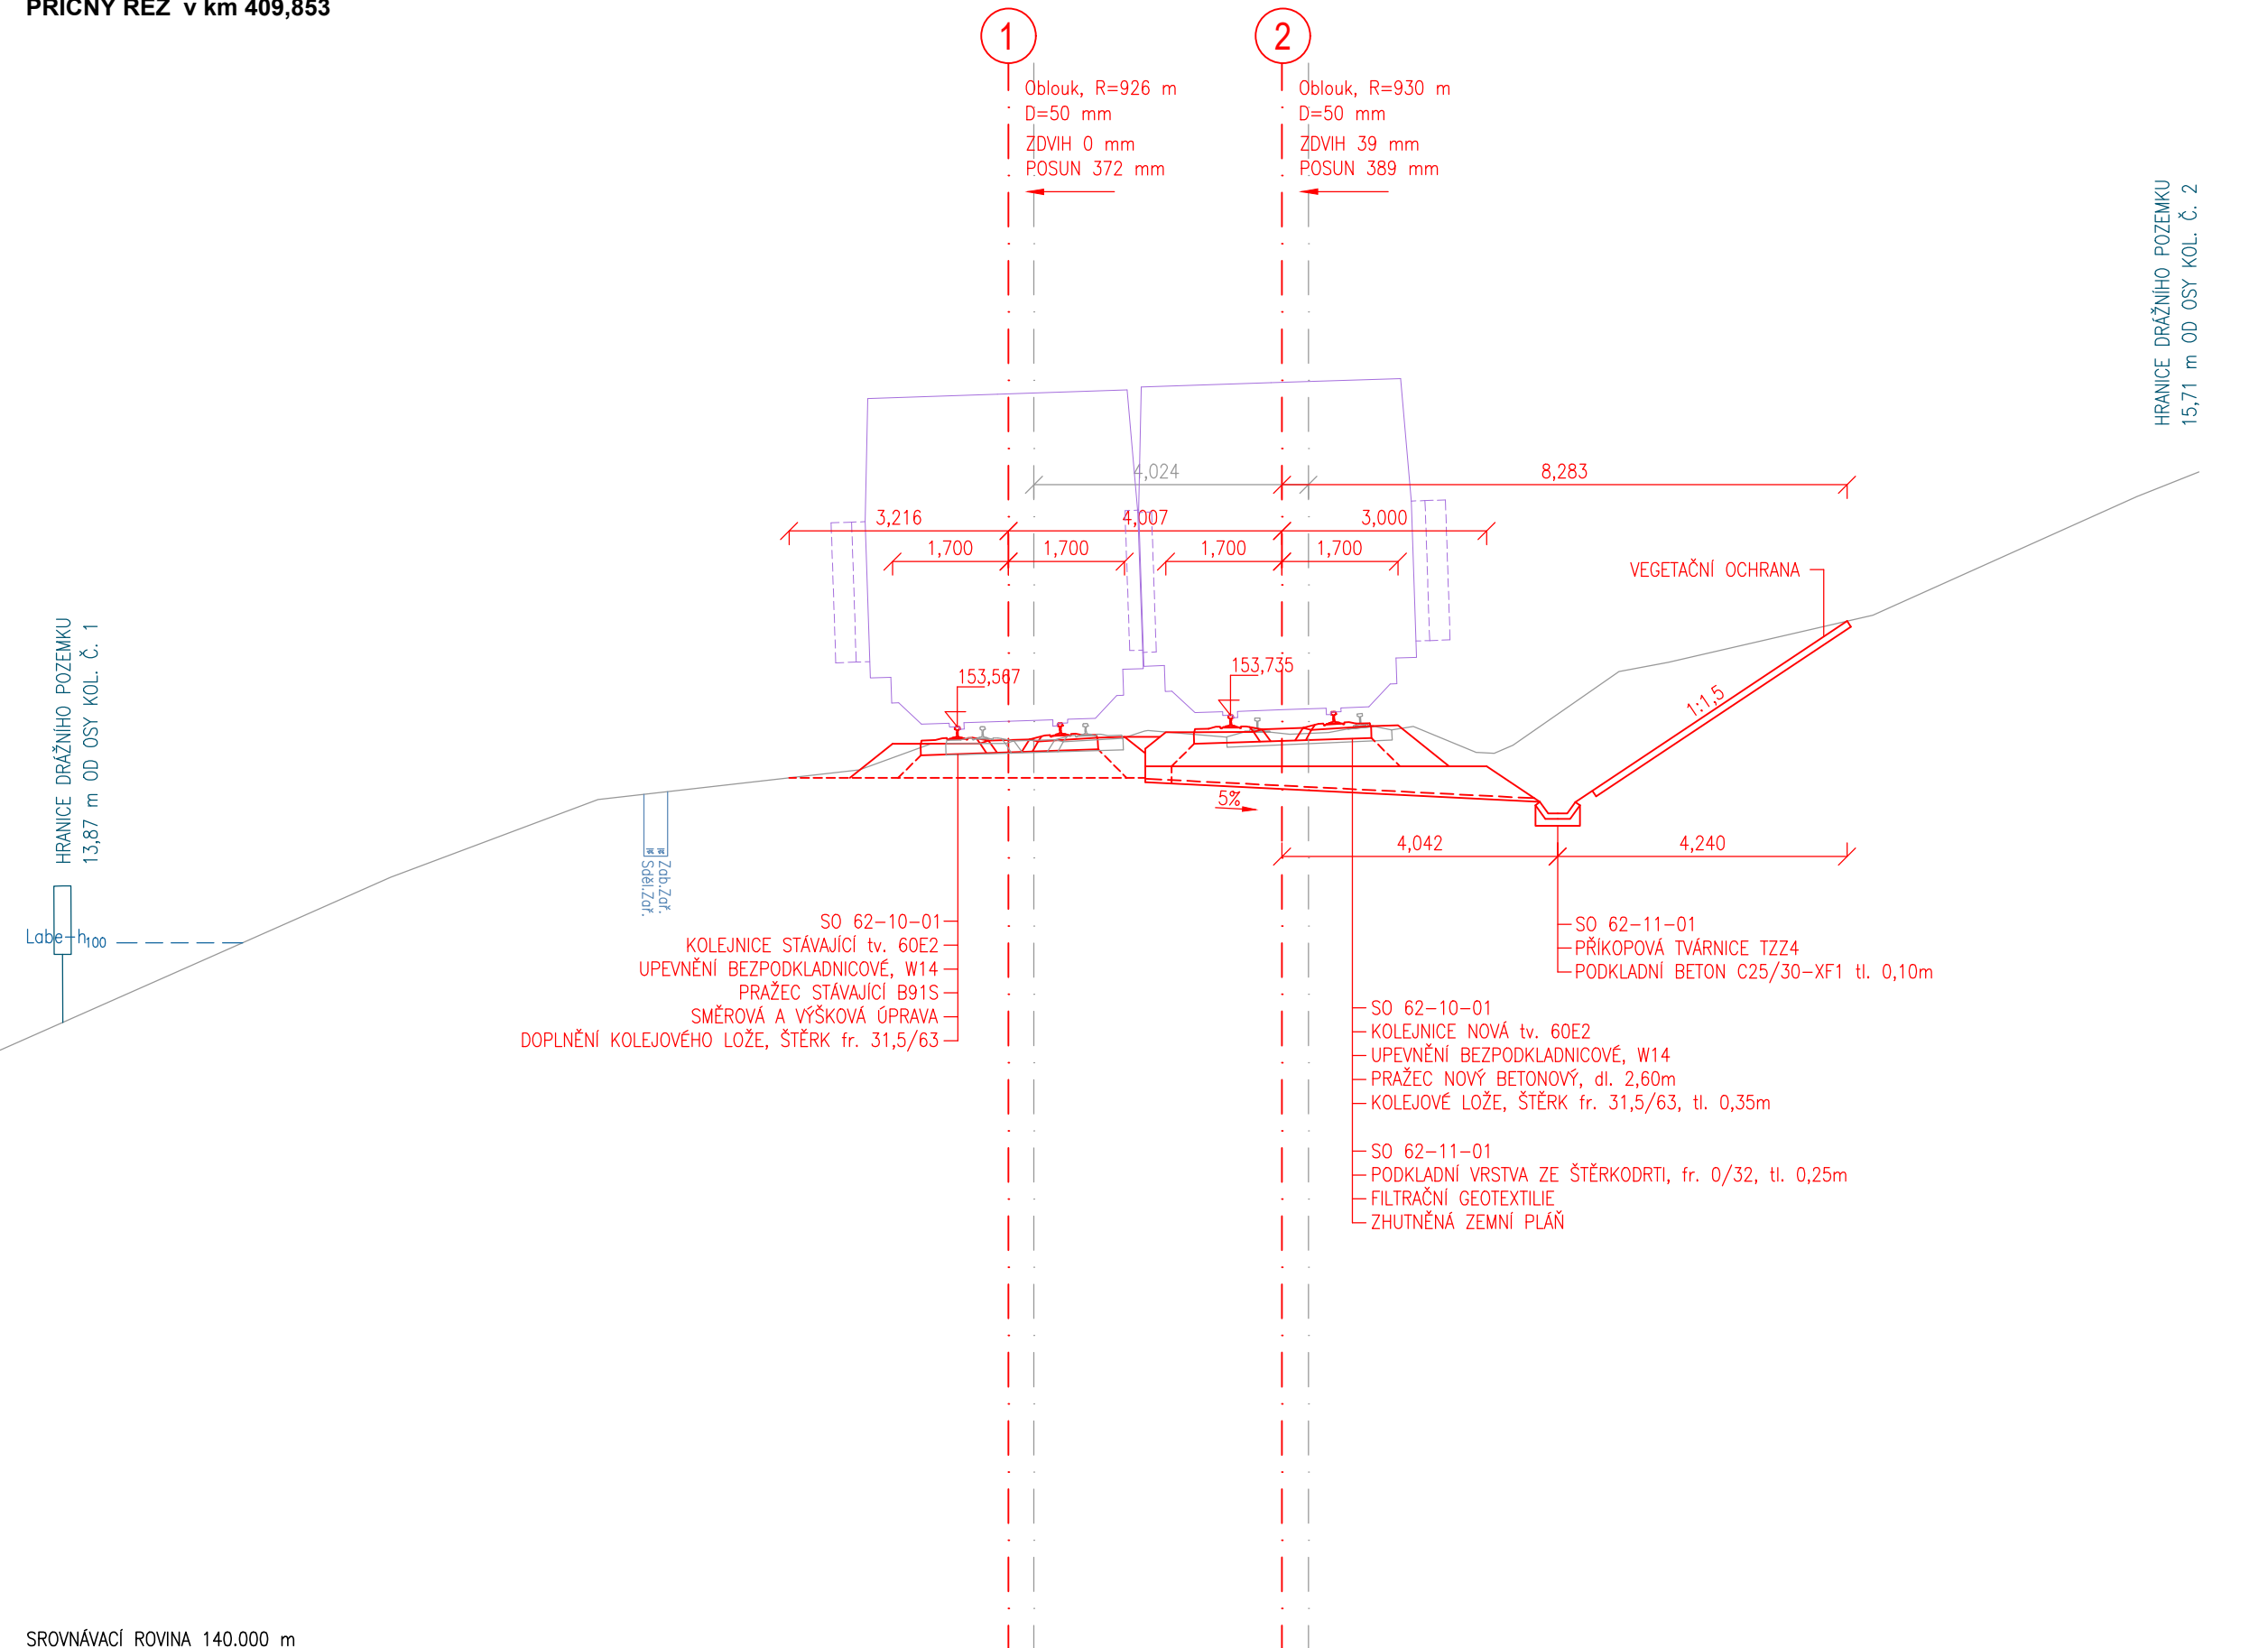 PŘÍČNÝ ŘEZ v km 409,853
1
2
Oblouk, R=926 m
D=50 mm
ZDVIH 0 mm
POSUN 372 mm
Oblouk, R=930 m
D=50 mm
ZDVIH 39 mm
POSUN 389 mm
HRANICE DRÁŽNÍHO POZEMKU
15,71 m OD OSY KOL. Č. 2
4,024
8,283
3,216
4,007
3,000
1,700
1,700
1,700
1,700
VEGETAČNÍ OCHRANA
HRANICE DRÁŽNÍHO POZEMKU
13,87 m OD OSY KOL. Č. 1
153,567
153,735
1:1,5
5%
4,042
4,240
Zab.Zař.
Sděl.Zař.
Labe-h100
SO 62-10-01
KOLEJNICE STÁVAJÍCÍ tv. 60E2
UPEVNĚNÍ BEZPODKLADNICOVÉ, W14
PRAŽEC STÁVAJÍCÍ B91S
SMĚROVÁ A VÝŠKOVÁ ÚPRAVA
DOPLNĚNÍ KOLEJOVÉHO LOŽE, ŠTĚRK fr. 31,5/63
SO 62-11-01
PŘÍKOPOVÁ TVÁRNICE TZZ4
PODKLADNÍ BETON C25/30-XF1 tl. 0,10m
SO 62-10-01
KOLEJNICE NOVÁ tv. 60E2
UPEVNĚNÍ BEZPODKLADNICOVÉ, W14
PRAŽEC NOVÝ BETONOVÝ, dl. 2,60m
KOLEJOVÉ LOŽE, ŠTĚRK fr. 31,5/63, tl. 0,35m
SO 62-11-01
PODKLADNÍ VRSTVA ZE ŠTĚRKODRTI, fr. 0/32, tl. 0,25m
FILTRAČNÍ GEOTEXTILIE
ZHUTNĚNÁ ZEMNÍ PLÁŇ
SROVNÁVACÍ ROVINA 140.000 m